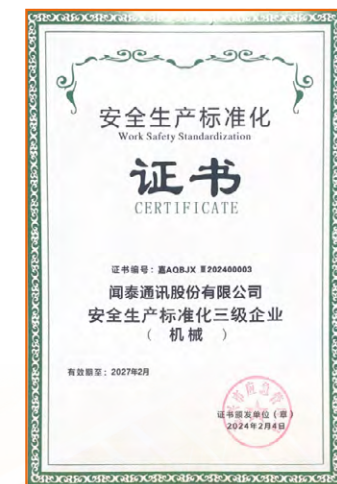 安全生产标准化
Work Safety Standardization
证书
CERTIFICATE
证书编号：嘉AQBJX Ⅲ202400003
闻泰通讯股份有限公司
安全生产标准化三级企业
（ 机械 ）
有效期至：2027年2月
证书颁发单位（章）
2024年2月4日